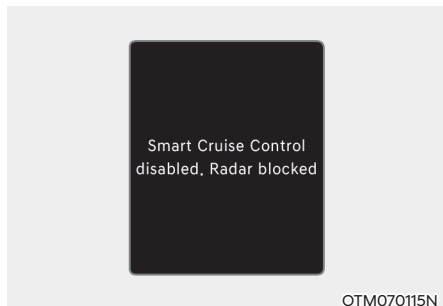 Smart Cruise Control
disabled. Radar blocked
OTM070115N